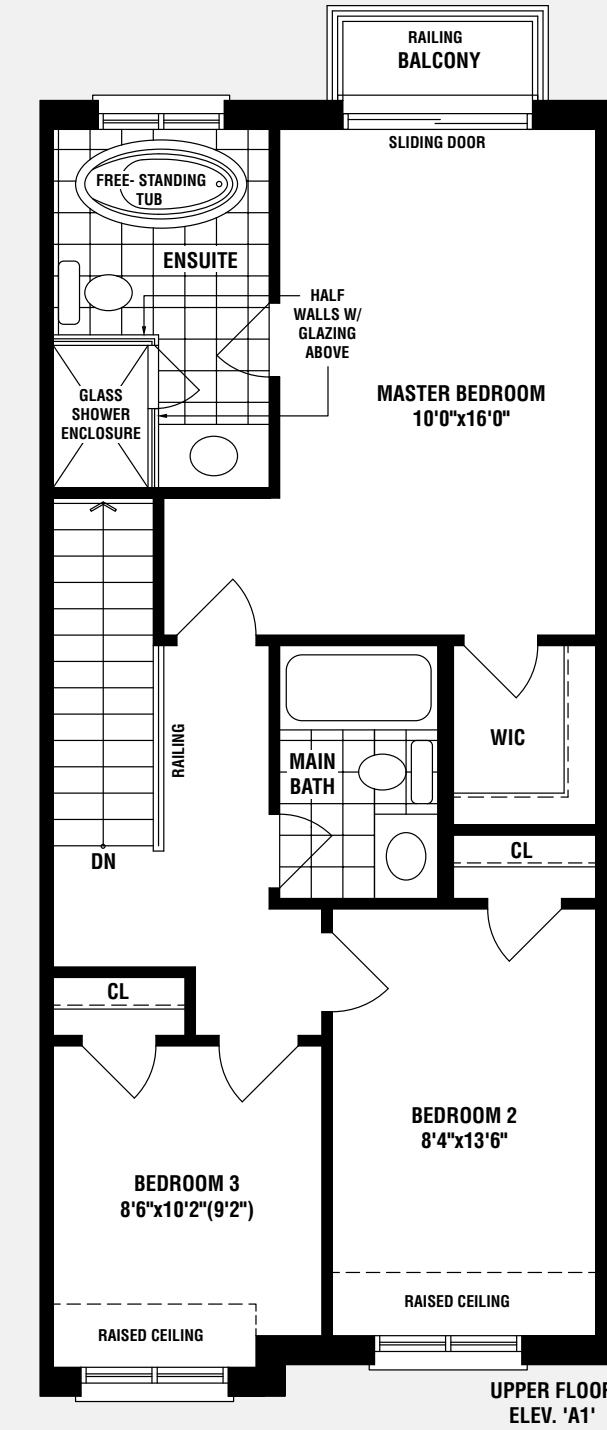 RAILING
BALCONY
SLIDING DOOR
FREE- STANDING
TUB
ENSUITE
HALF
WALLS W/
GLAZING
ABOVE
GLASS
SHOWER
ENCLOSURE
MASTER BEDROOM
10'0"x16'0"
RAILING
MAIN
BATH
WIC
DN
CL
CL
BEDROOM 2
8'4"x13'6"
BEDROOM 3
8'6"x10'2"(9'2")
RAISED CEILING
RAISED CEILING
UPPER FLOOR
ELEV. 'A1'